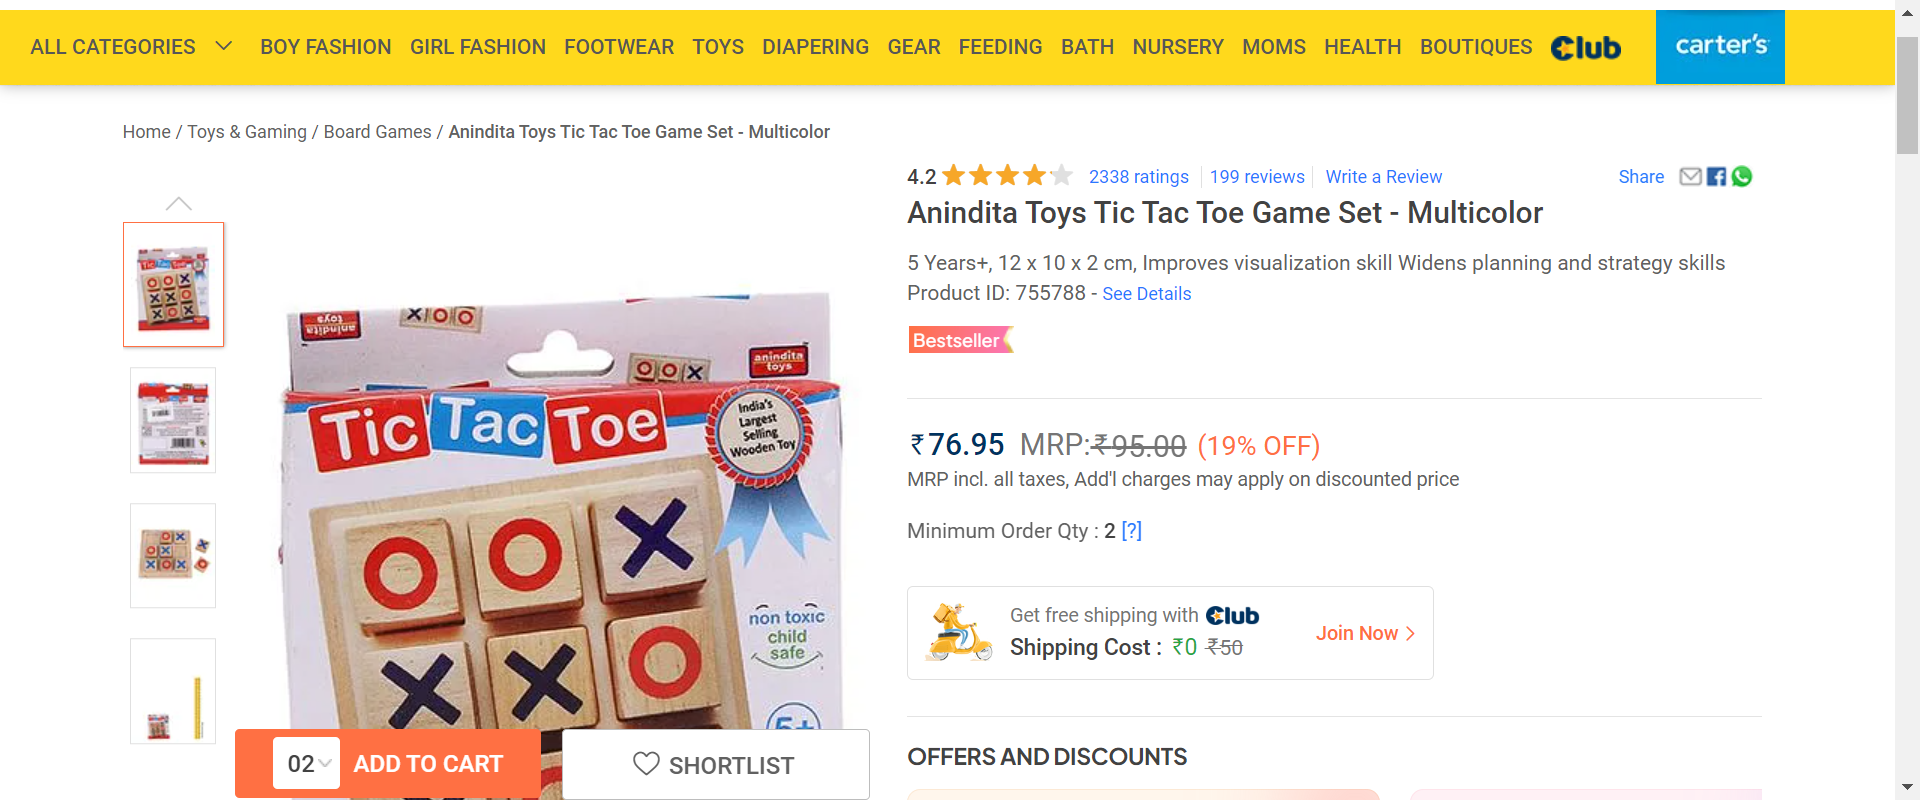 ALL CATEGORIES BOY FASHION GIRL FASHION FOOTWEAR TOYS DIAPERING GEAR FEEDING BATH NURSERY MOMS HEALTH BOUTIQUES Club carter's
Home / Toys & Gaming / Board Games / Anindita Toys Tic Tac Toe Game Set - Multicolor
4.2 2338 ratings 199 reviews Write a Review Share
Anindita Toys Tic Tac Toe Game Set - Multicolor
5 Years+, 12 x 10 x 2 cm, Improves visualization skill Widens planning and strategy skills
Product ID: 755788 - See Details
Bestseller
₹76.95 MRP:₹95.00 (19% OFF)
MRP incl. all taxes, Add'l charges may apply on discounted price
Minimum Order Qty : 2 [?]
Get free shipping with Club
Shipping Cost : ₹0 ₹50
Join Now
OFFERS AND DISCOUNTS
anindita
toys
anindita
toys
Tic Tac Toe
India's
Largest
Selling
Wooden Toy
O O X
non toxic
child
safe
X X O
5+
02 ADD TO CART
SHORTLIST